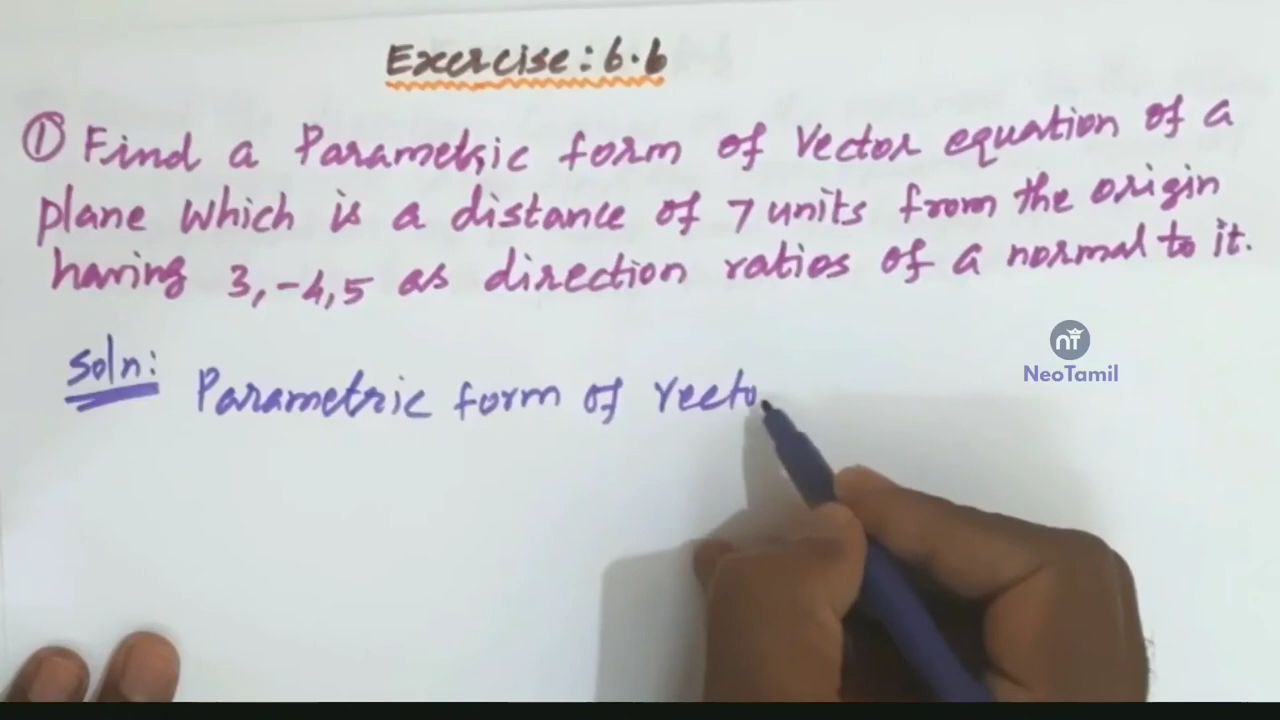 Exercise: 6.6
① Find a Parametric form of Vector equation of a
plane which is a distance of 7 units from the origin
having 3, -4, 5 as direction ratios of a normal to it.
Soln:
Parametric form of vecto
nT
NeoTamil